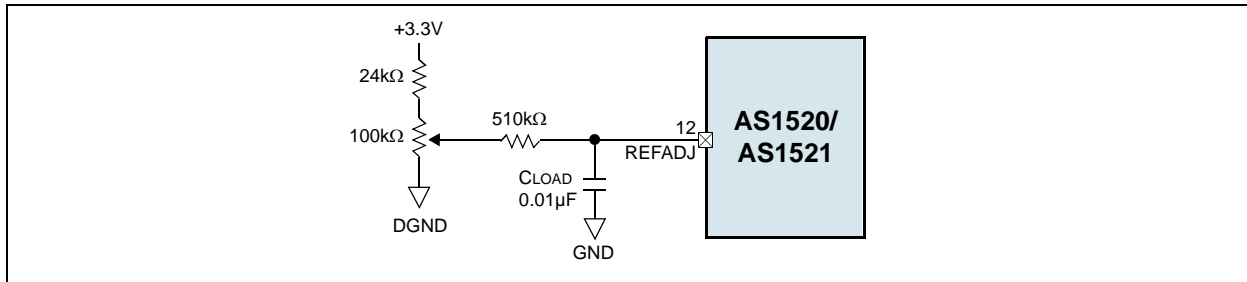 +3.3V
24kΩ
100kΩ
510kΩ
12
REFADJ
AS1520/
AS1521
CLOAD
0.01µF
DGND
GND